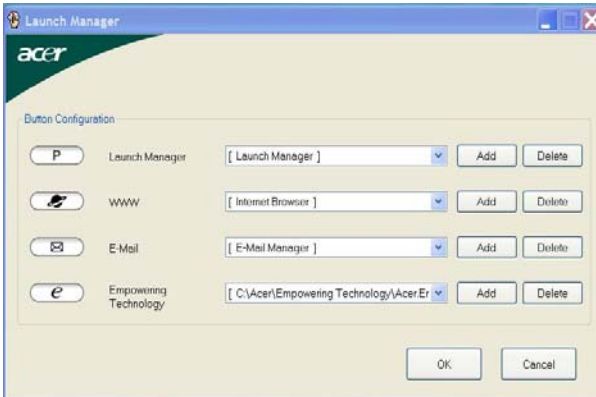 Launch Manager
acer
Button Configuration
P Launch Manager [ Launch Manager ] Add Delete
WWW [ Internet Browser ] Add Delete
E-Mail [ E-Mail Manager ] Add Delete
e Empowering Technology [ C:\Acer\Empowering Technology\Acer.Er Add Delete
OK Cancel